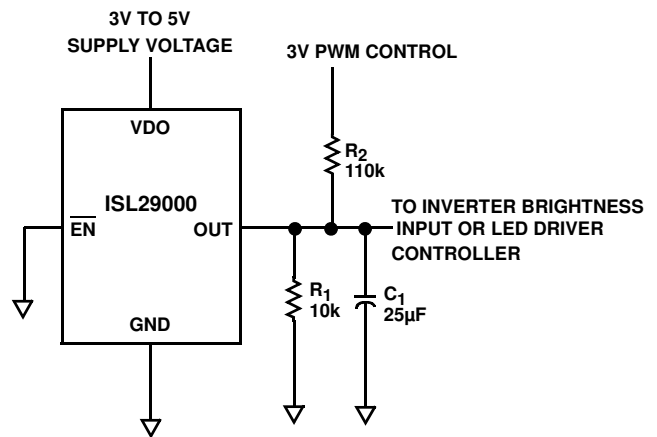 3V TO 5V
SUPPLY VOLTAGE
3V PWM CONTROL
VDO
R2
110k
ISL29000
TO INVERTER BRIGHTNESS
INPUT OR LED DRIVER
CONTROLLER
EN
OUT
R1
10k
C1
25µF
GND